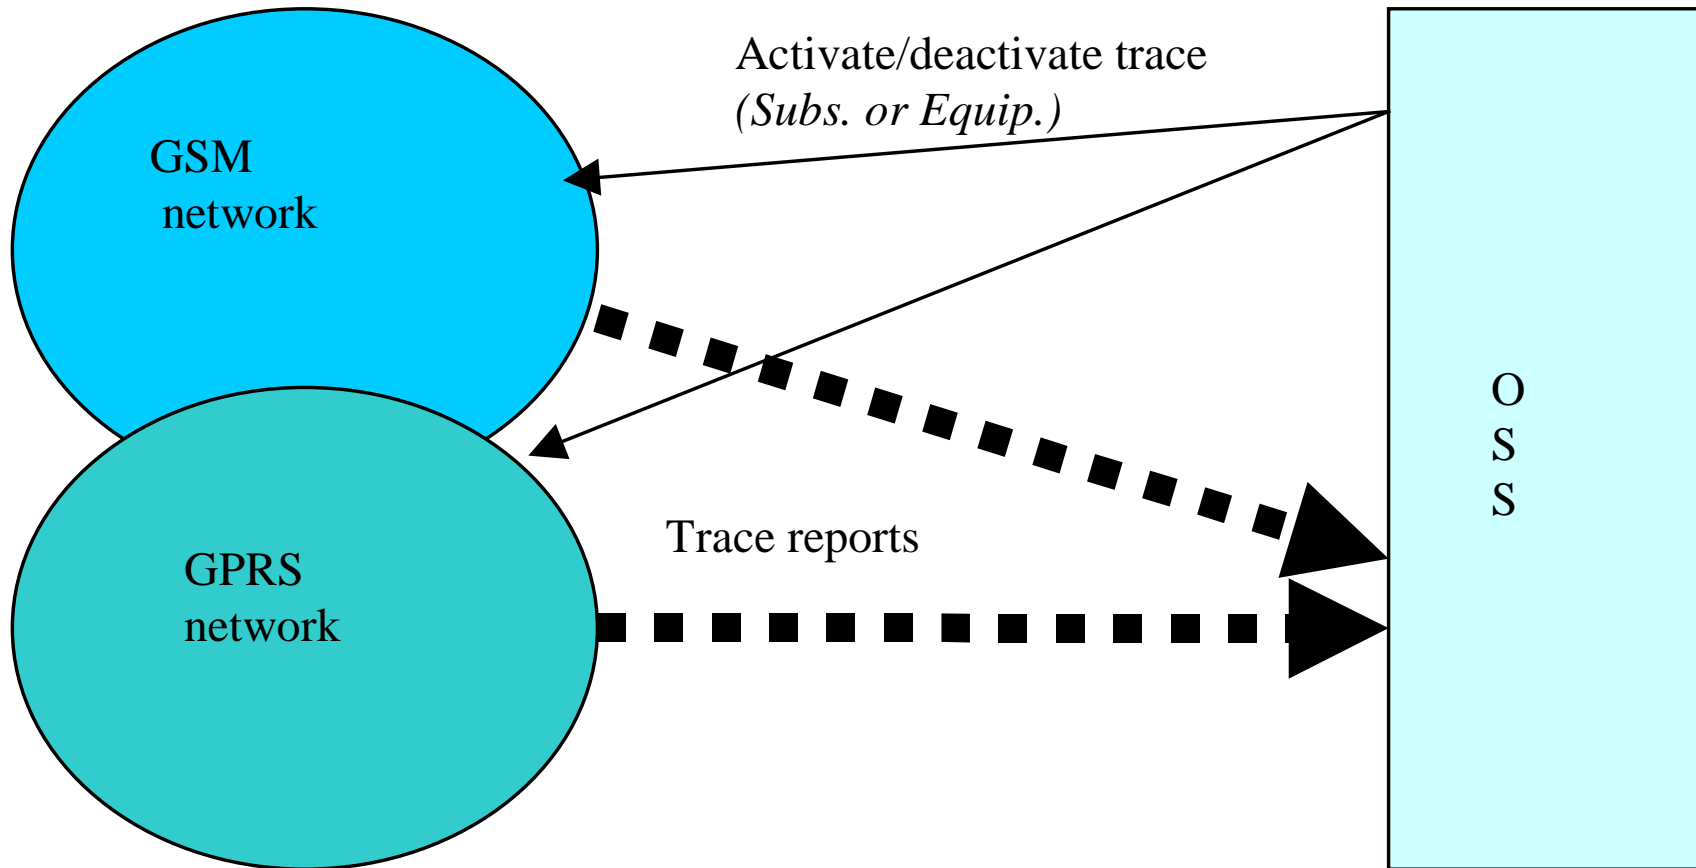 Activate/deactivate trace
(Subs. or Equip.)
GSM
network
O
S
S
Trace reports
GPRS
network